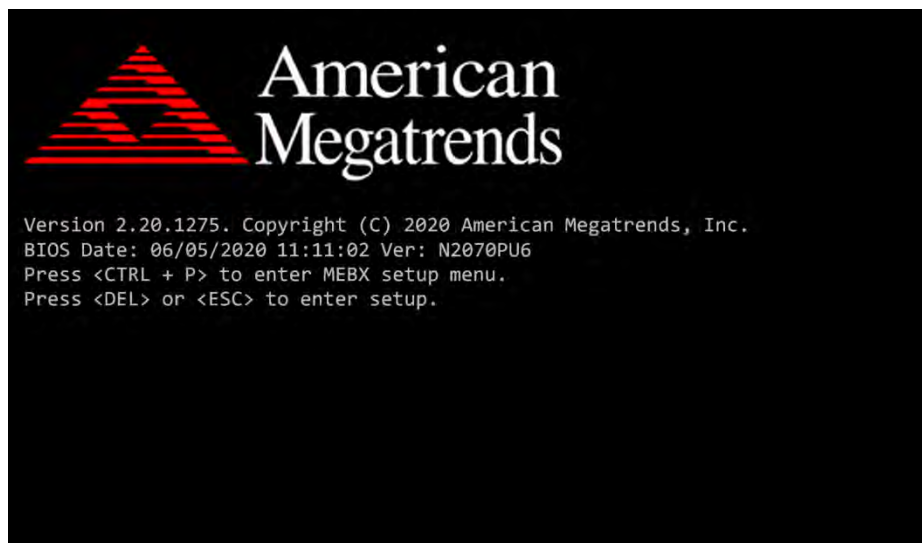 American
Megatrends
Version 2.20.1275. Copyright (C) 2020 American Megatrends, Inc.
BIOS Date: 06/05/2020 11:11:02 Ver: N2070PU6
Press <CTRL + P> to enter MEBX setup menu.
Press <DEL> or <ESC> to enter setup.